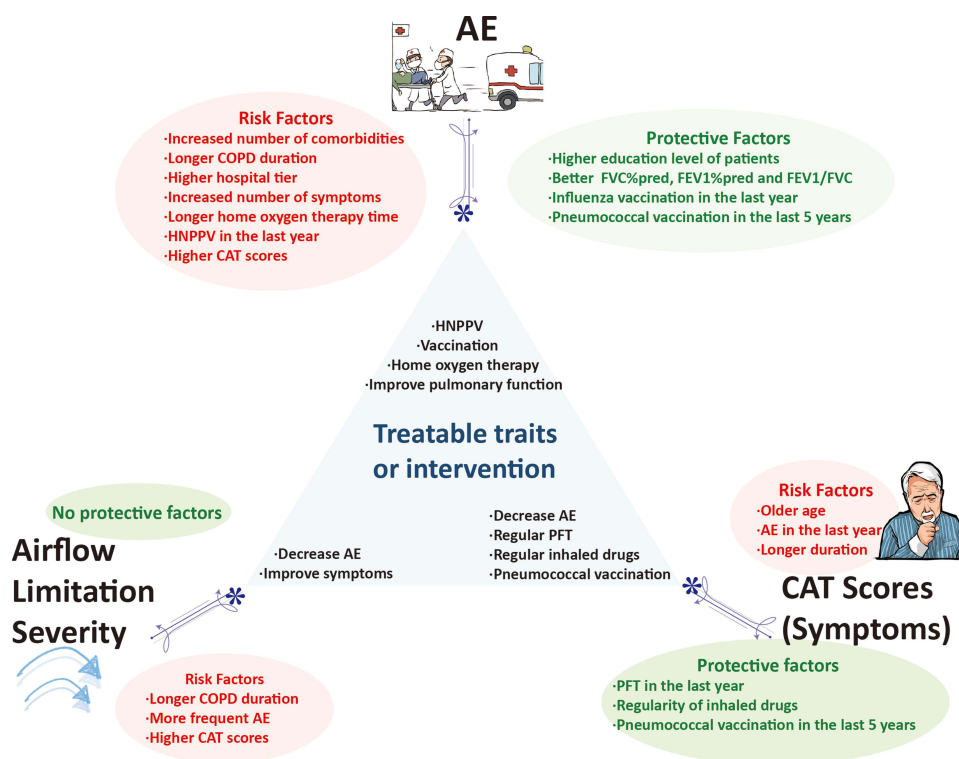 AE
Risk Factors
·Increased number of comorbidities
·Longer COPD duration
·Higher hospital tier
·Increased number of symptoms
·Longer home oxygen therapy time
·HNPPV in the last year
·Higher CAT scores
Protective Factors
·Higher education level of patients
·Better FVC%pred, FEV1%pred and FEV1/FVC
·Influenza vaccination in the last year
·Pneumococcal vaccination in the last 5 years
·HNPPV
·Vaccination
·Home oxygen therapy
·Improve pulmonary function
Treatable traits
or intervention
No protective factors
Airflow
Limitation
Severity
·Decrease AE
·Improve symptoms
·Decrease AE
·Regular PFT
·Regular inhaled drugs
·Pneumococcal vaccination
Risk Factors
·Older age
·AE in the last year
·Longer duration
CAT Scores
(Symptoms)
Risk Factors
·Longer COPD duration
·More frequent AE
·Higher CAT scores
Protective factors
·PFT in the last year
·Regularity of inhaled drugs
·Pneumococcal vaccination in the last 5 years